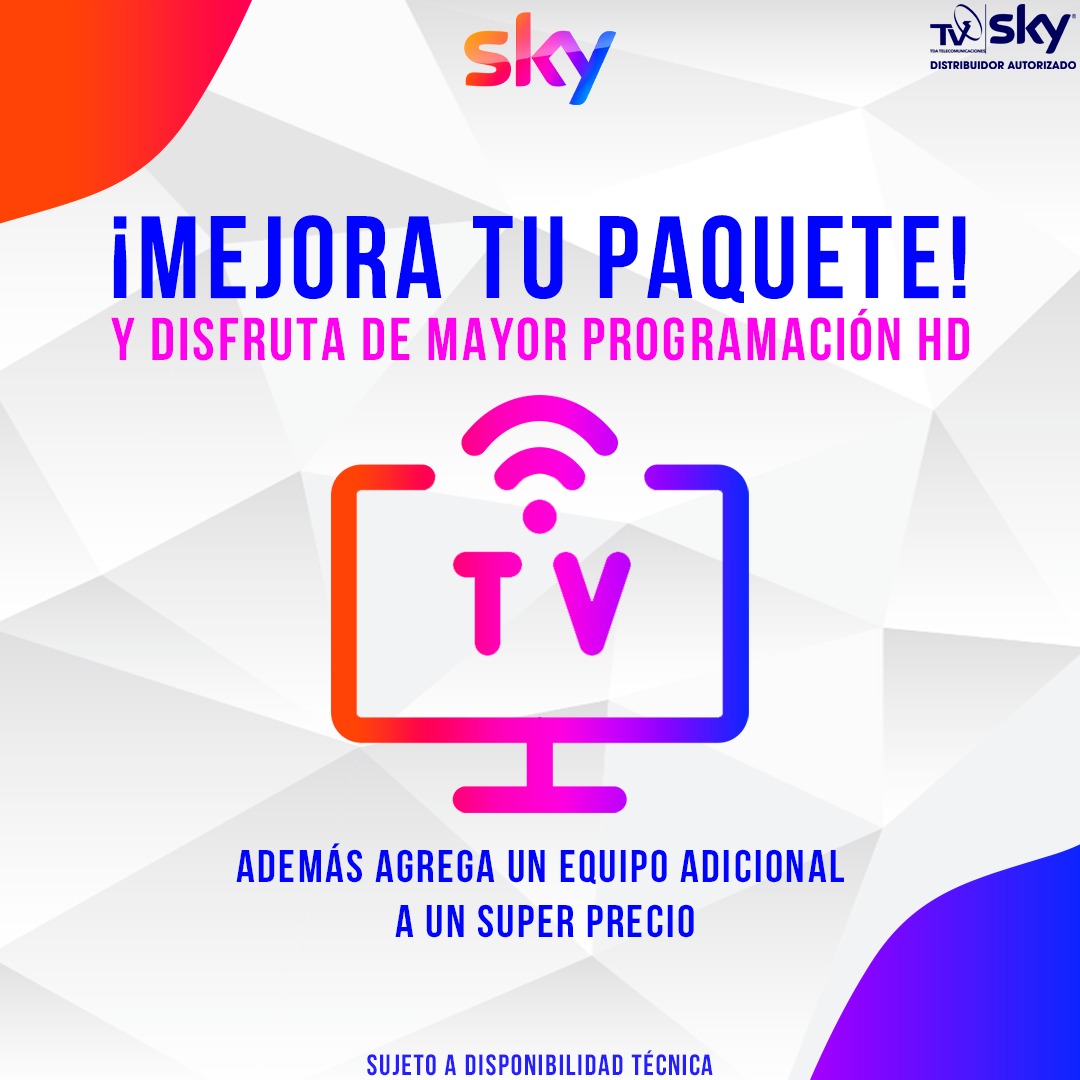 sky
TV sky
TDA TELECOMUNICACIONES
DISTRIBUIDOR AUTORIZADO
¡MEJORA TU PAQUETE!
Y DISFRUTA DE MAYOR PROGRAMACIÓN HD
TV
ADEMÁS AGREGA UN EQUIPO ADICIONAL
A UN SUPER PRECIO
SUJETO A DISPONIBILIDAD TÉCNICA